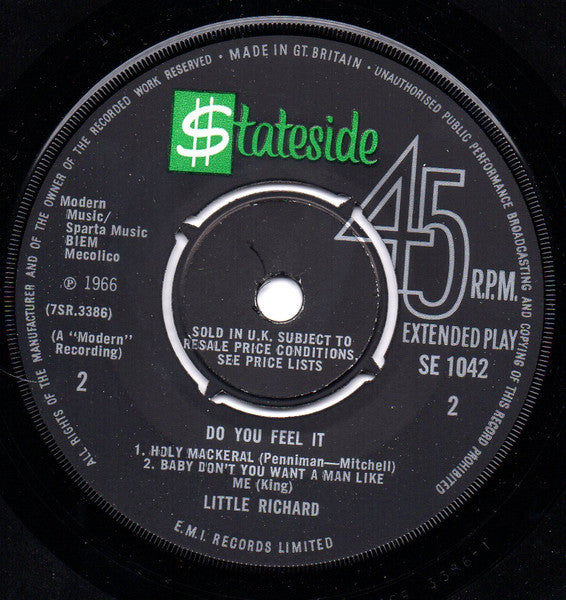 ALL RIGHTS OF THE MANUFACTURER AND OF THE OWNER OF THE RECORDED WORK RESERVED • MADE IN GT. BRITAIN • UNAUTHORISED PUBLIC PERFORMANCE BROADCASTING AND COPYING OF THIS RECORD PROHIBITED
$tateside
45
R.P.M.
EXTENDED PLAY
SE 1042
2
Modern
Music/
Sparta Music
BIEM
Mecolico
℗ 1966
(7SR.3386)
(A "Modern"
Recording)
2
SOLD IN U.K. SUBJECT TO
RESALE PRICE CONDITIONS,
SEE PRICE LISTS
DO YOU FEEL IT
1. HOLY MACKERAL (Penniman—Mitchell)
2. BABY DON'T YOU WANT A MAN LIKE
ME (King)
LITTLE RICHARD
E.M.I. RECORDS LIMITED